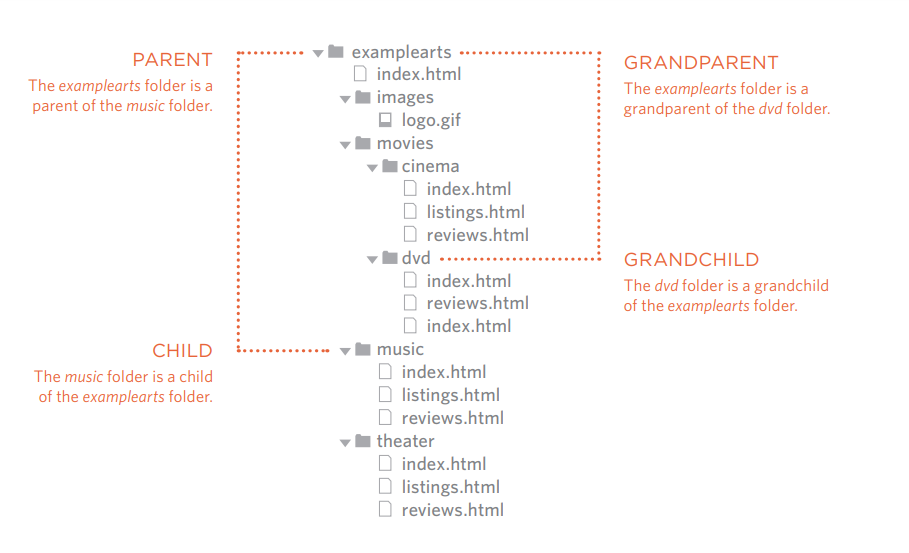 PARENT
The examplearts folder is a
parent of the music folder.
examplearts
index.html
images
logo.gif
movies
cinema
index.html
listings.html
reviews.html
dvd
index.html
reviews.html
index.html
music
index.html
listings.html
reviews.html
theater
index.html
listings.html
reviews.html
GRANDPARENT
The examplearts folder is a
grandparent of the dvd folder.
GRANDCHILD
The dvd folder is a grandchild
of the examplearts folder.
CHILD
The music folder is a child
of the examplearts folder.